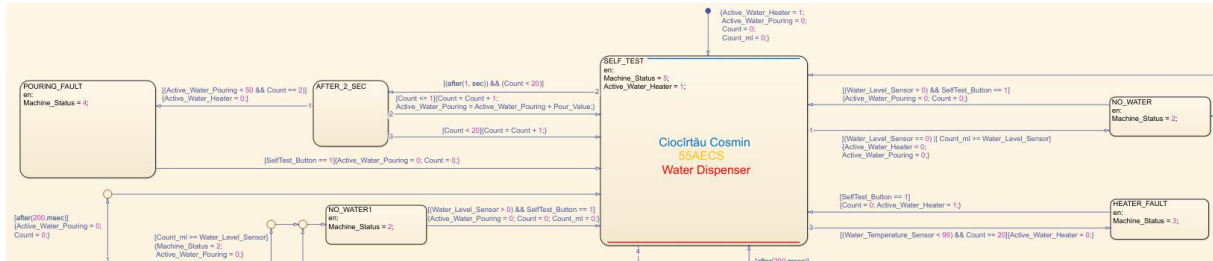 {Active_Water_Heater = 1;
Active_Water_Pouring = 0;
Count = 0;
Count_ml = 0;}
SELF_TEST
en:
Machine_Status = 5;
Active_Water_Heater = 1;
Ciocîrtău Cosmin
55AECS
Water Dispenser
POURING_FAULT
en:
Machine_Status = 4;
[(Active_Water_Pouring < 50 && Count == 2)]
{Active_Water_Heater = 0;}
1
AFTER_2_SEC
[(after(1, sec)) && (Count < 20)]
2
[Count <= 1]{Count = Count + 1;
Active_Water_Pouring = Active_Water_Pouring + Pour_Value;}
2
[Count < 20]{Count = Count + 1;}
3
[SelfTest_Button == 1]{Active_Water_Pouring = 0; Count = 0;}
[(Water_Level_Sensor > 0) && SelfTest_Button == 1]
{Active_Water_Pouring = 0; Count = 0;}
NO_WATER
en:
Machine_Status = 2;
1
[(Water_Level_Sensor == 0) || Count_ml >= Water_Level_Sensor]
{Active_Water_Heater = 0;
Active_Water_Pouring = 0;}
[SelfTest_Button == 1]
{Count = 0; Active_Water_Heater = 1;}
HEATER_FAULT
en:
Machine_Status = 3;
3
[(Water_Temperature_Sensor < 99) && Count == 20]{Active_Water_Heater = 0;}
[after(200,msec)]
{Active_Water_Pouring = 0;
Count = 0;}
[Count_ml >= Water_Level_Sensor]
{Machine_Status = 2;
Active_Water_Pouring = 0;}
NO_WATER1
en:
Machine_Status = 2;
[(Water_Level_Sensor > 0) && SelfTest_Button == 1]
{Active_Water_Pouring = 0; Count = 0; Count_ml = 0;}
[after(200,msec)]